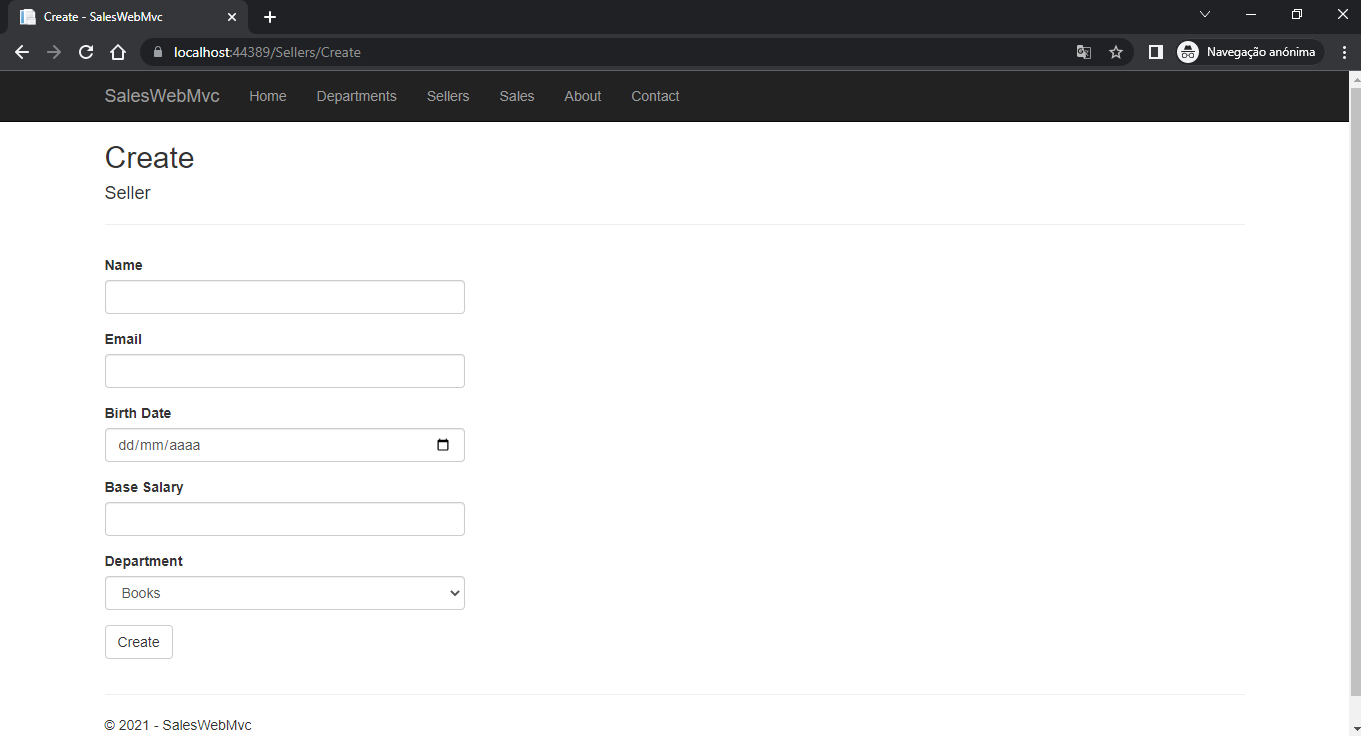 Create - SalesWebMvc
localhost:44389/Sellers/Create
Navegação anónima
SalesWebMvc Home Departments Sellers Sales About Contact
Create
Seller
Name
Email
Birth Date
dd/mm/aaaa
Base Salary
Department
Books
Create
© 2021 - SalesWebMvc